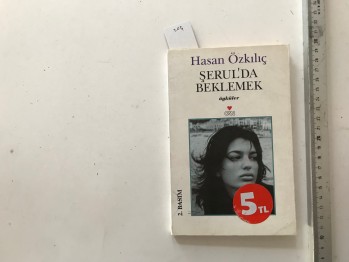 Hasan Özkılıç
ŞERUL'DA
BEKLEMEK
öyküler
2. BASIM
5 TL